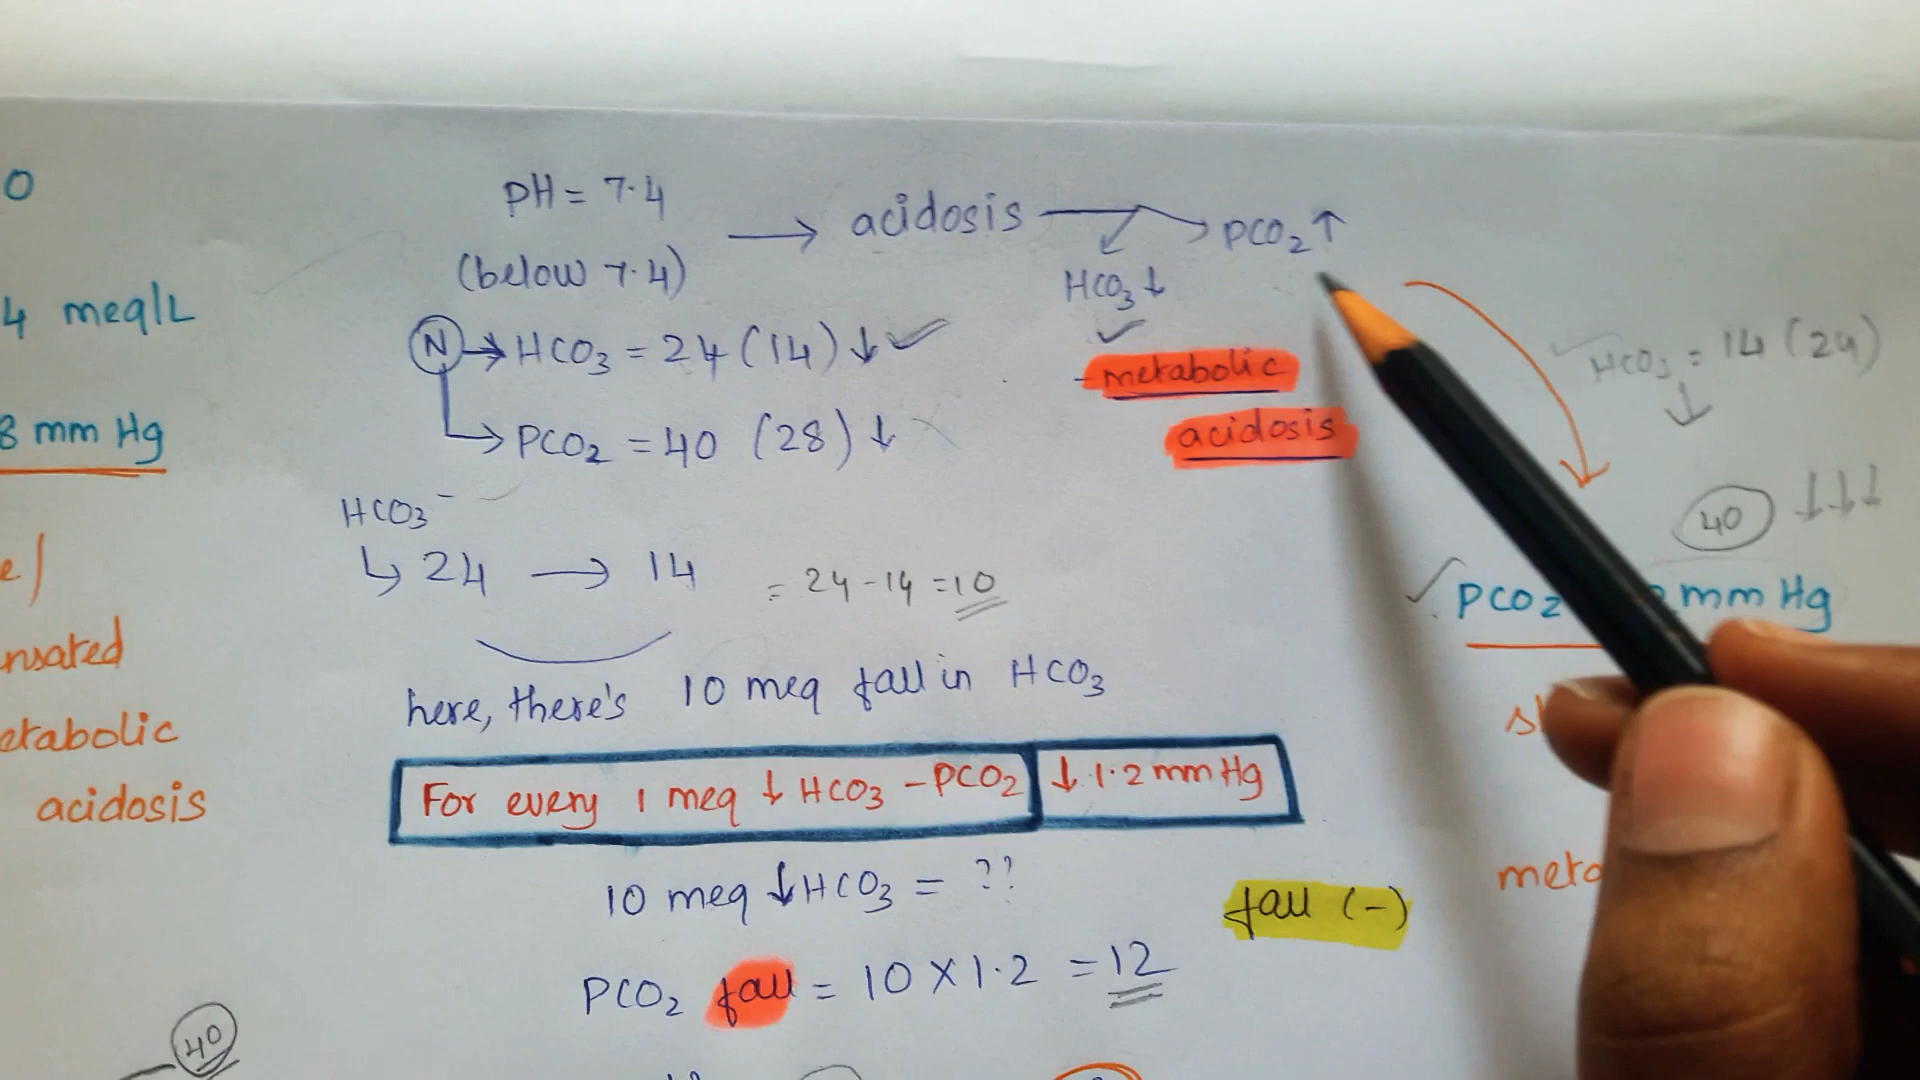 0
4 meq/L
8 mm Hg
e/
nsated
etabolic
acidosis
40
PH = 7.4
(below 7.4)
→ acidosis → PCO₂ ↑
HCO₃ ↓
✓
- metabolic
acidosis
N → HCO₃ = 24 (14) ↓ ✓
→ PCO₂ = 40 (28) ↓ ×
HCO₃⁻
↳ 24 → 14 = 24 - 14 = 10
here, there's 10 meq fall in HCO₃
For every 1 meq ↓ HCO₃ - PCO₂ ↓ 1.2 mm Hg
10 meq ↓ HCO₃ = ??
fall (-)
PCO₂ fall = 10 X 1.2 = 12
✓ HCO₃ = 14 (24)
↓
40 ↓↓↓
✓ PCO₂ mm Hg
meta